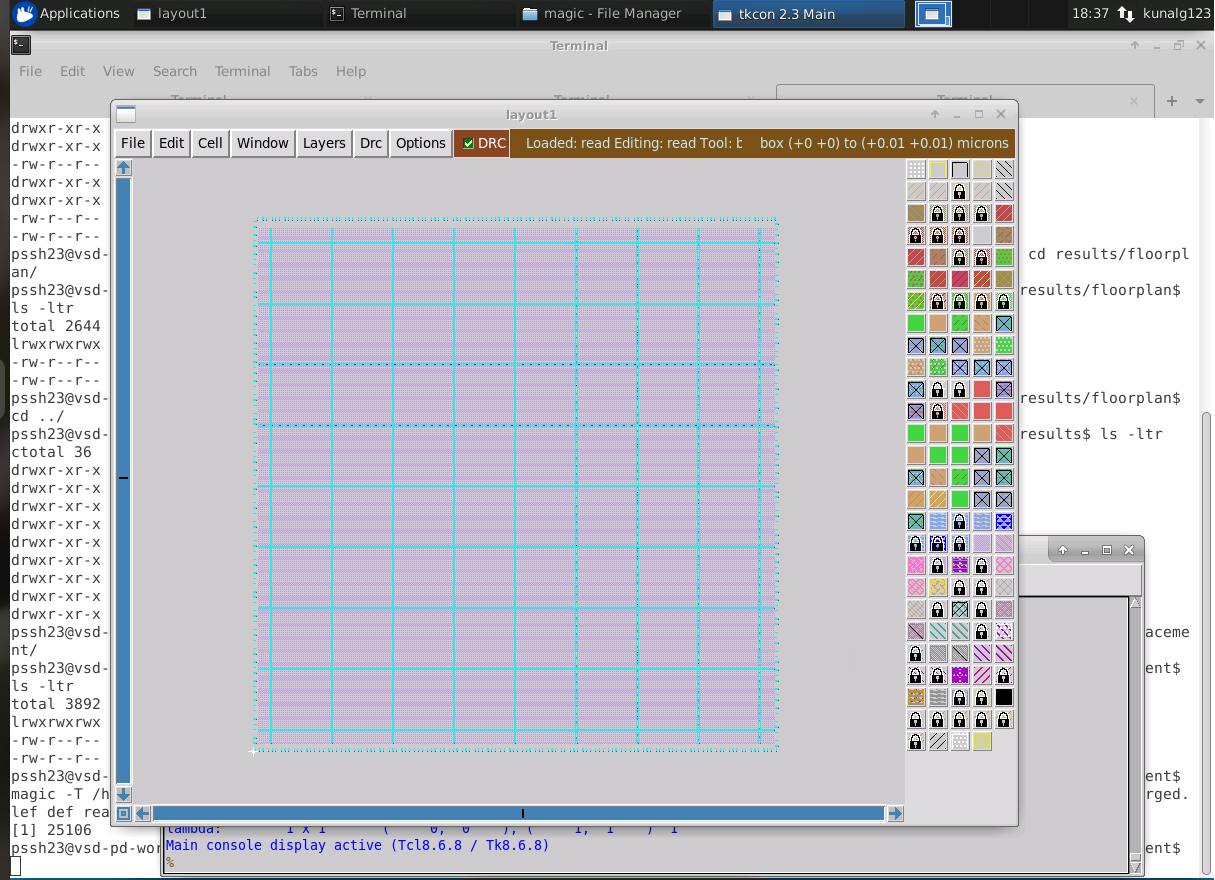 Applications layout1 Terminal magic - File Manager tkcon 2.3 Main 18:37 kunalg123
Terminal
File Edit View Search Terminal Tabs Help
layout1
File Edit Cell Window Layers Drc Options DRC Loaded: read Editing: read Tool: b box (+0 +0) to (+0.01 +0.01) microns
drwxr-xr-x
drwxr-xr-x
-rw-r--r--
drwxr-xr-x
drwxr-xr-x
-rw-r--r--
-rw-r--r--
pssh23@vsd- cd results/floorpl
an/
pssh23@vsd- results/floorplan$
ls -ltr
total 2644
lrwxrwxrwx
-rw-r--r--
-rw-r--r--
pssh23@vsd- results/floorplan$
cd ../
pssh23@vsd- results$ ls -ltr
ctotal 36
drwxr-xr-x
drwxr-xr-x
drwxr-xr-x
drwxr-xr-x
drwxr-xr-x
drwxr-xr-x
drwxr-xr-x
drwxr-xr-x
drwxr-xr-x
pssh23@vsd- aceme
nt/
pssh23@vsd- ent$
ls -ltr
total 3892
lrwxrwxrwx
-rw-r--r--
-rw-r--r--
pssh23@vsd- ent$
magic -T /h rged.
lef def rea
[1] 25106
pssh23@vsd-pd-wor ent$
lambda: 1 x 1 ( 0, 0 ), ( 1, 1 ) 1
Main console display active (Tcl8.6.8 / Tk8.6.8)
%